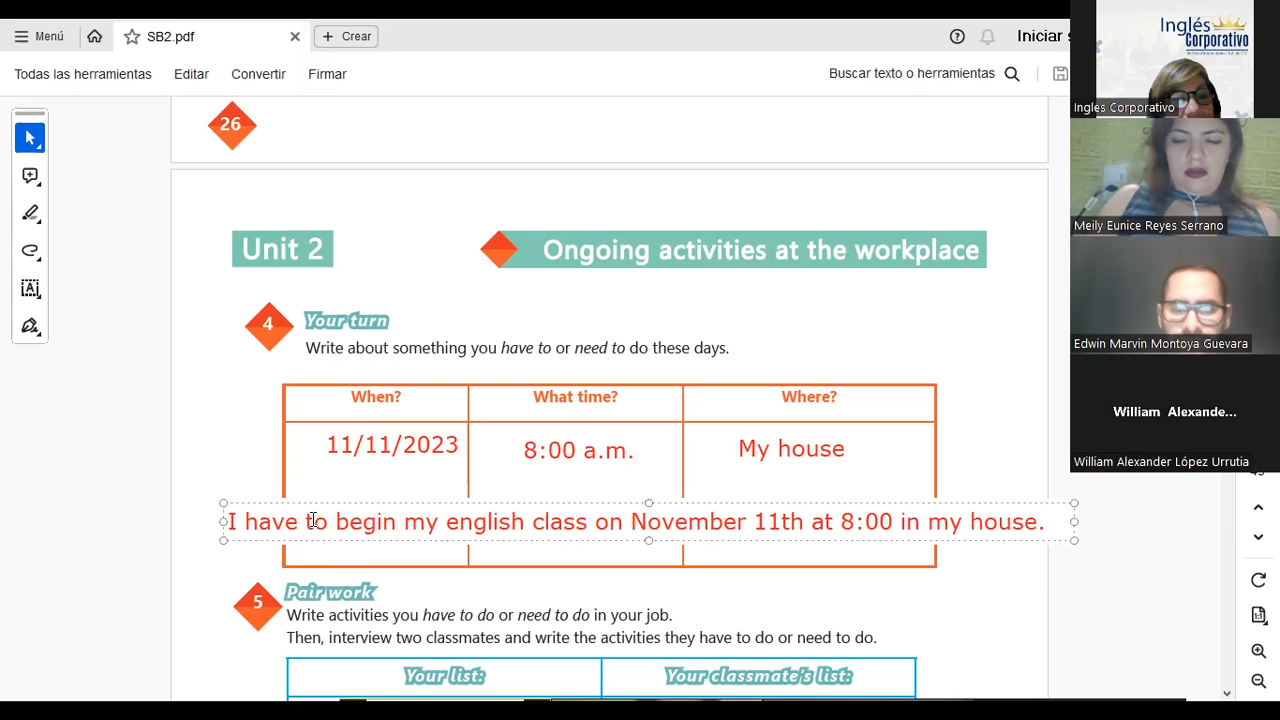 Menú
SB2.pdf
Crear
Iniciar s
Todas las herramientas
Editar
Convertir
Firmar
Buscar texto o herramientas
Inglés
Corporativo
Ingles Corporativo
Meily Eunice Reyes Serrano
Edwin Marvin Montoya Guevara
William Alexande...
William Alexander López Urrutia
26
Unit 2
Ongoing activities at the workplace
4
Your turn
Write about something you have to or need to do these days.
When? What time? Where?
11/11/2023 8:00 a.m. My house
I have to begin my english class on November 11th at 8:00 in my house.
5
Pair work
Write activities you have to do or need to do in your job.
Then, interview two classmates and write the activities they have to do or need to do.
Your list: Your classmate's list: